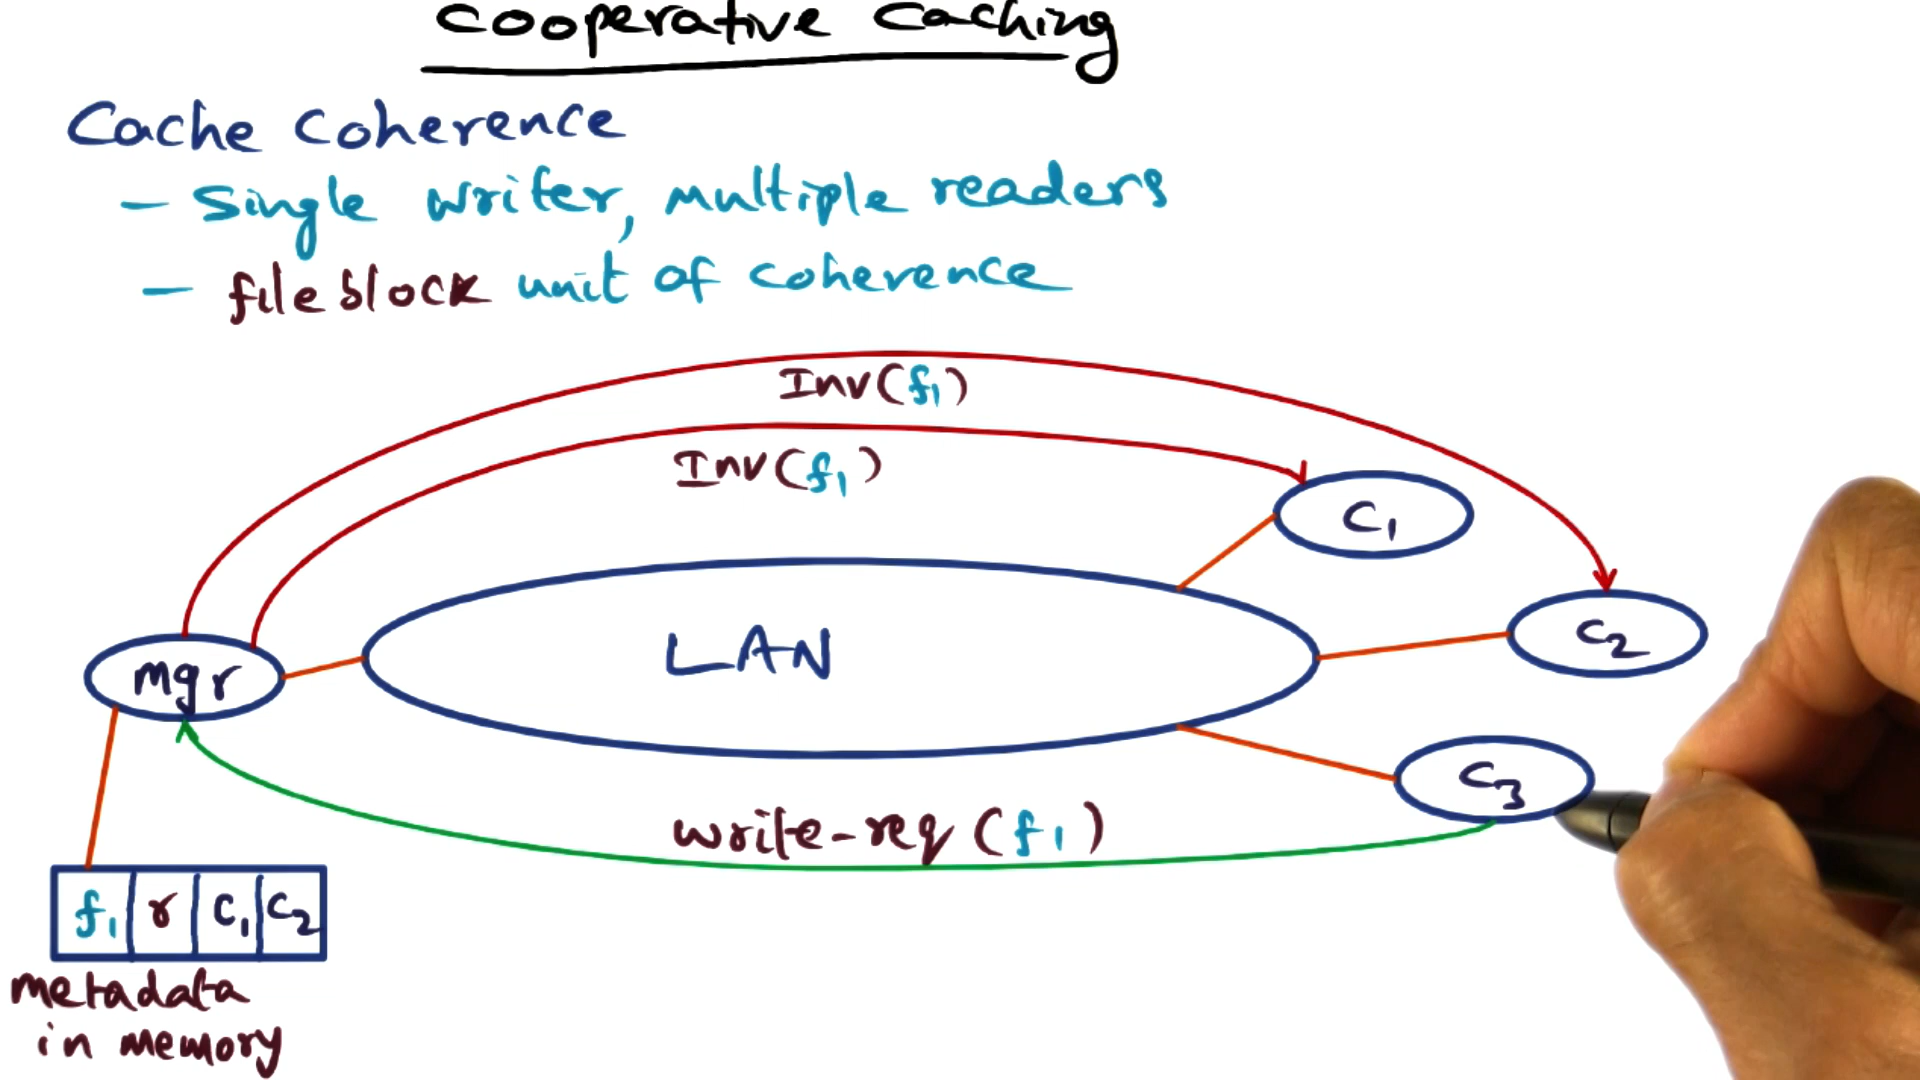 Cooperative Caching
Cache Coherence
- Single writer, multiple readers
- file block unit of coherence
Inv(f1)
Inv(f1)
C1
LAN
C2
mgr
C3
write-req (f1)
f1 r C1 C2
metadata
in memory